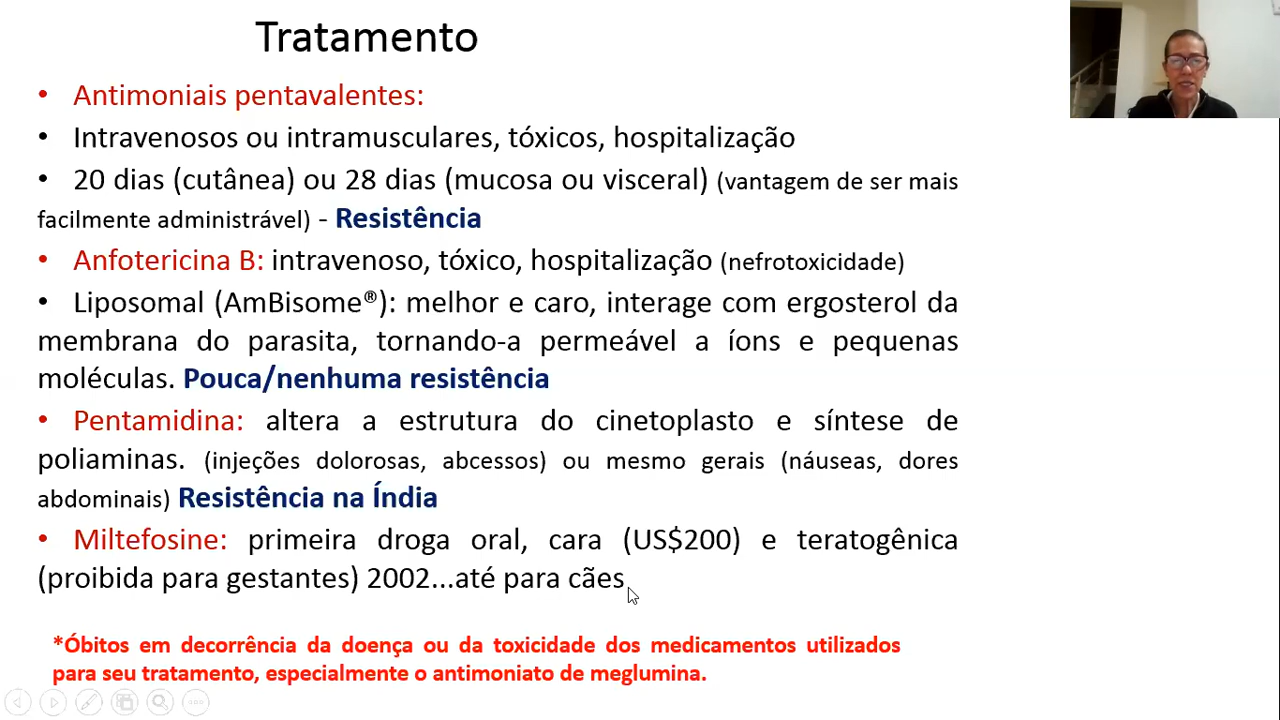 Tratamento
• Antimoniais pentavalentes:
• Intravenosos ou intramusculares, tóxicos, hospitalização
• 20 dias (cutânea) ou 28 dias (mucosa ou visceral) (vantagem de ser mais
facilmente administrável) - Resistência
• Anfotericina B: intravenoso, tóxico, hospitalização (nefrotoxicidade)
• Liposomal (AmBisome®): melhor e caro, interage com ergosterol da
membrana do parasita, tornando-a permeável a íons e pequenas
moléculas. Pouca/nenhuma resistência
• Pentamidina: altera a estrutura do cinetoplasto e síntese de
poliaminas. (injeções dolorosas, abcessos) ou mesmo gerais (náuseas, dores
abdominais) Resistência na Índia
• Miltefosine: primeira droga oral, cara (US$200) e teratogênica
(proibida para gestantes) 2002...até para cães
*Óbitos em decorrência da doença ou da toxicidade dos medicamentos utilizados
para seu tratamento, especialmente o antimoniato de meglumina.